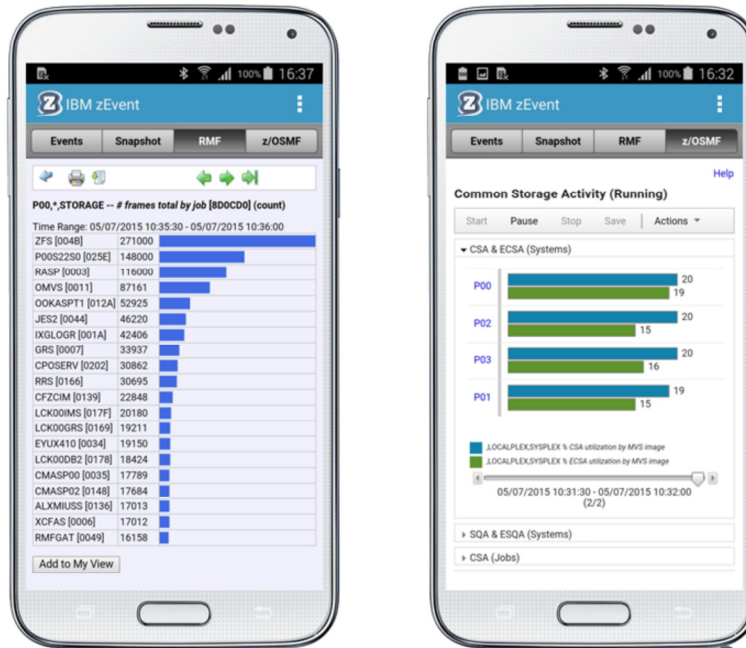 100% 16:37
IBM zEvent
Events Snapshot RMF z/OSMF
P00,*,STORAGE -- # frames total by job [8D0CD0] (count)
Time Range: 05/07/2015 10:35:30 - 05/07/2015 10:36:00
ZFS [004B] 271000
P00S22S0 [025E] 148000
RASP [0003] 116000
OMVS [0011] 87161
OOKASPT1 [012A] 52925
JES2 [0044] 46220
IXGLOGR [001A] 42406
GRS [0007] 33937
CPOSERV [0202] 30862
RRS [0166] 30695
CFZCIM [0139] 22848
LCK00IMS [017F] 20180
LCK00GRS [0169] 19211
EYUX410 [0034] 19150
LCK00DB2 [0178] 18424
CMASP00 [0035] 17789
CMASP02 [0148] 17684
ALXMIUSS [0136] 17013
XCFAS [0006] 17012
RMFGAT [0049] 16158
Add to My View
100% 16:32
IBM zEvent
Events Snapshot RMF z/OSMF
Help
Common Storage Activity (Running)
Start Pause Stop Save Actions
CSA & ECSA (Systems)
P00 20
19
P02 20
15
P03 20
16
P01 19
15
,LOCALPLEX,SYSPLEX % CSA utilization by MVS image
,LOCALPLEX,SYSPLEX % ECSA utilization by MVS image
05/07/2015 10:31:30 - 05/07/2015 10:32:00
(2/2)
SQA & ESQA (Systems)
CSA (Jobs)